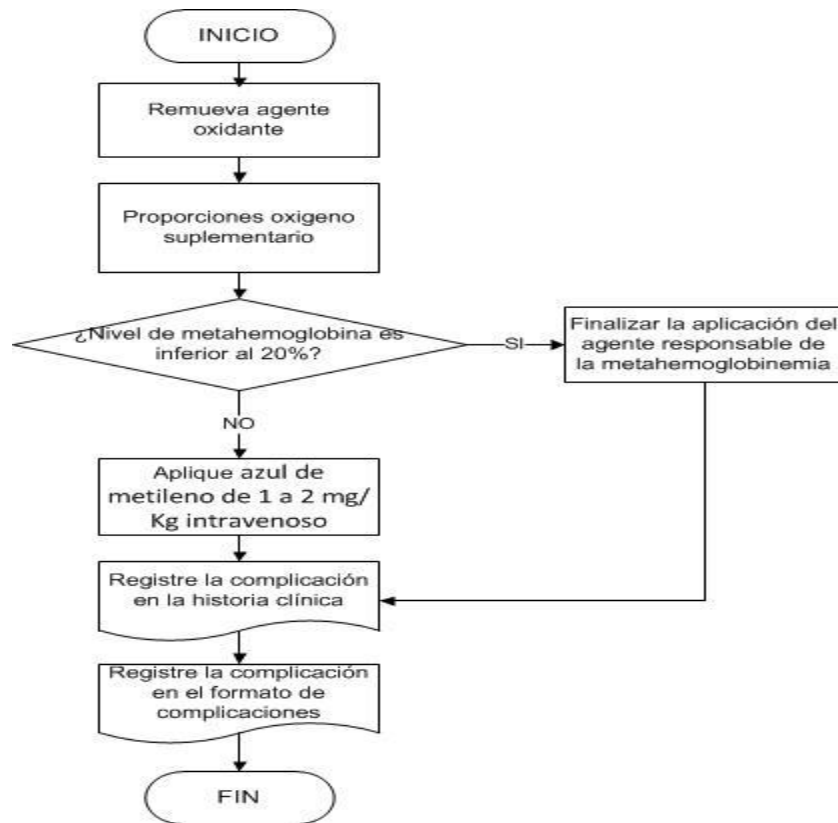 INICIO
Remueva agente
oxidante
Proporciones oxigeno
suplementario
¿Nivel de metahemoglobina es
inferior al 20%?
SI
Finalizar la aplicación del
agente responsable de
la metahemoglobinemia
NO
Aplique azul de
metileno de 1 a 2 mg/
Kg intravenoso
Registre la complicación
en la historia clínica
Registre la complicación
en el formato de
complicaciones
FIN